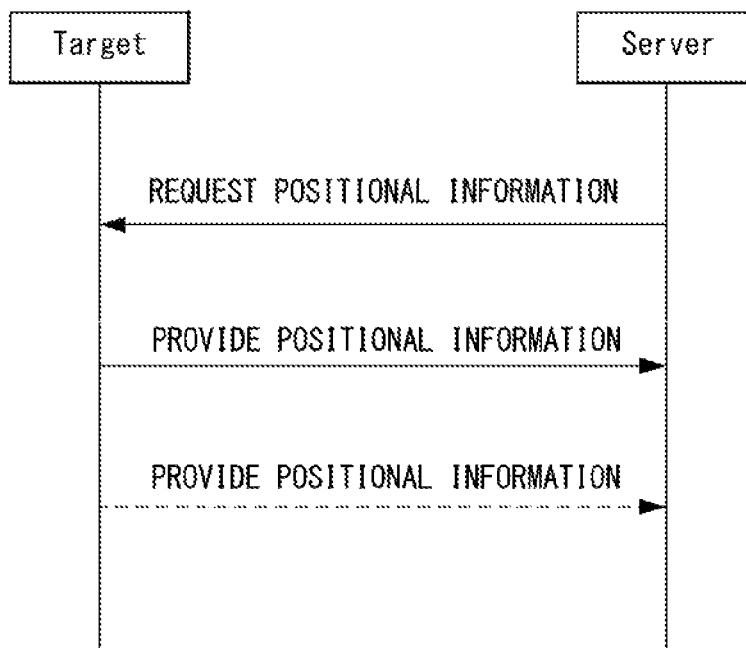 Target
Server
REQUEST POSITIONAL INFORMATION
PROVIDE POSITIONAL INFORMATION
PROVIDE POSITIONAL INFORMATION